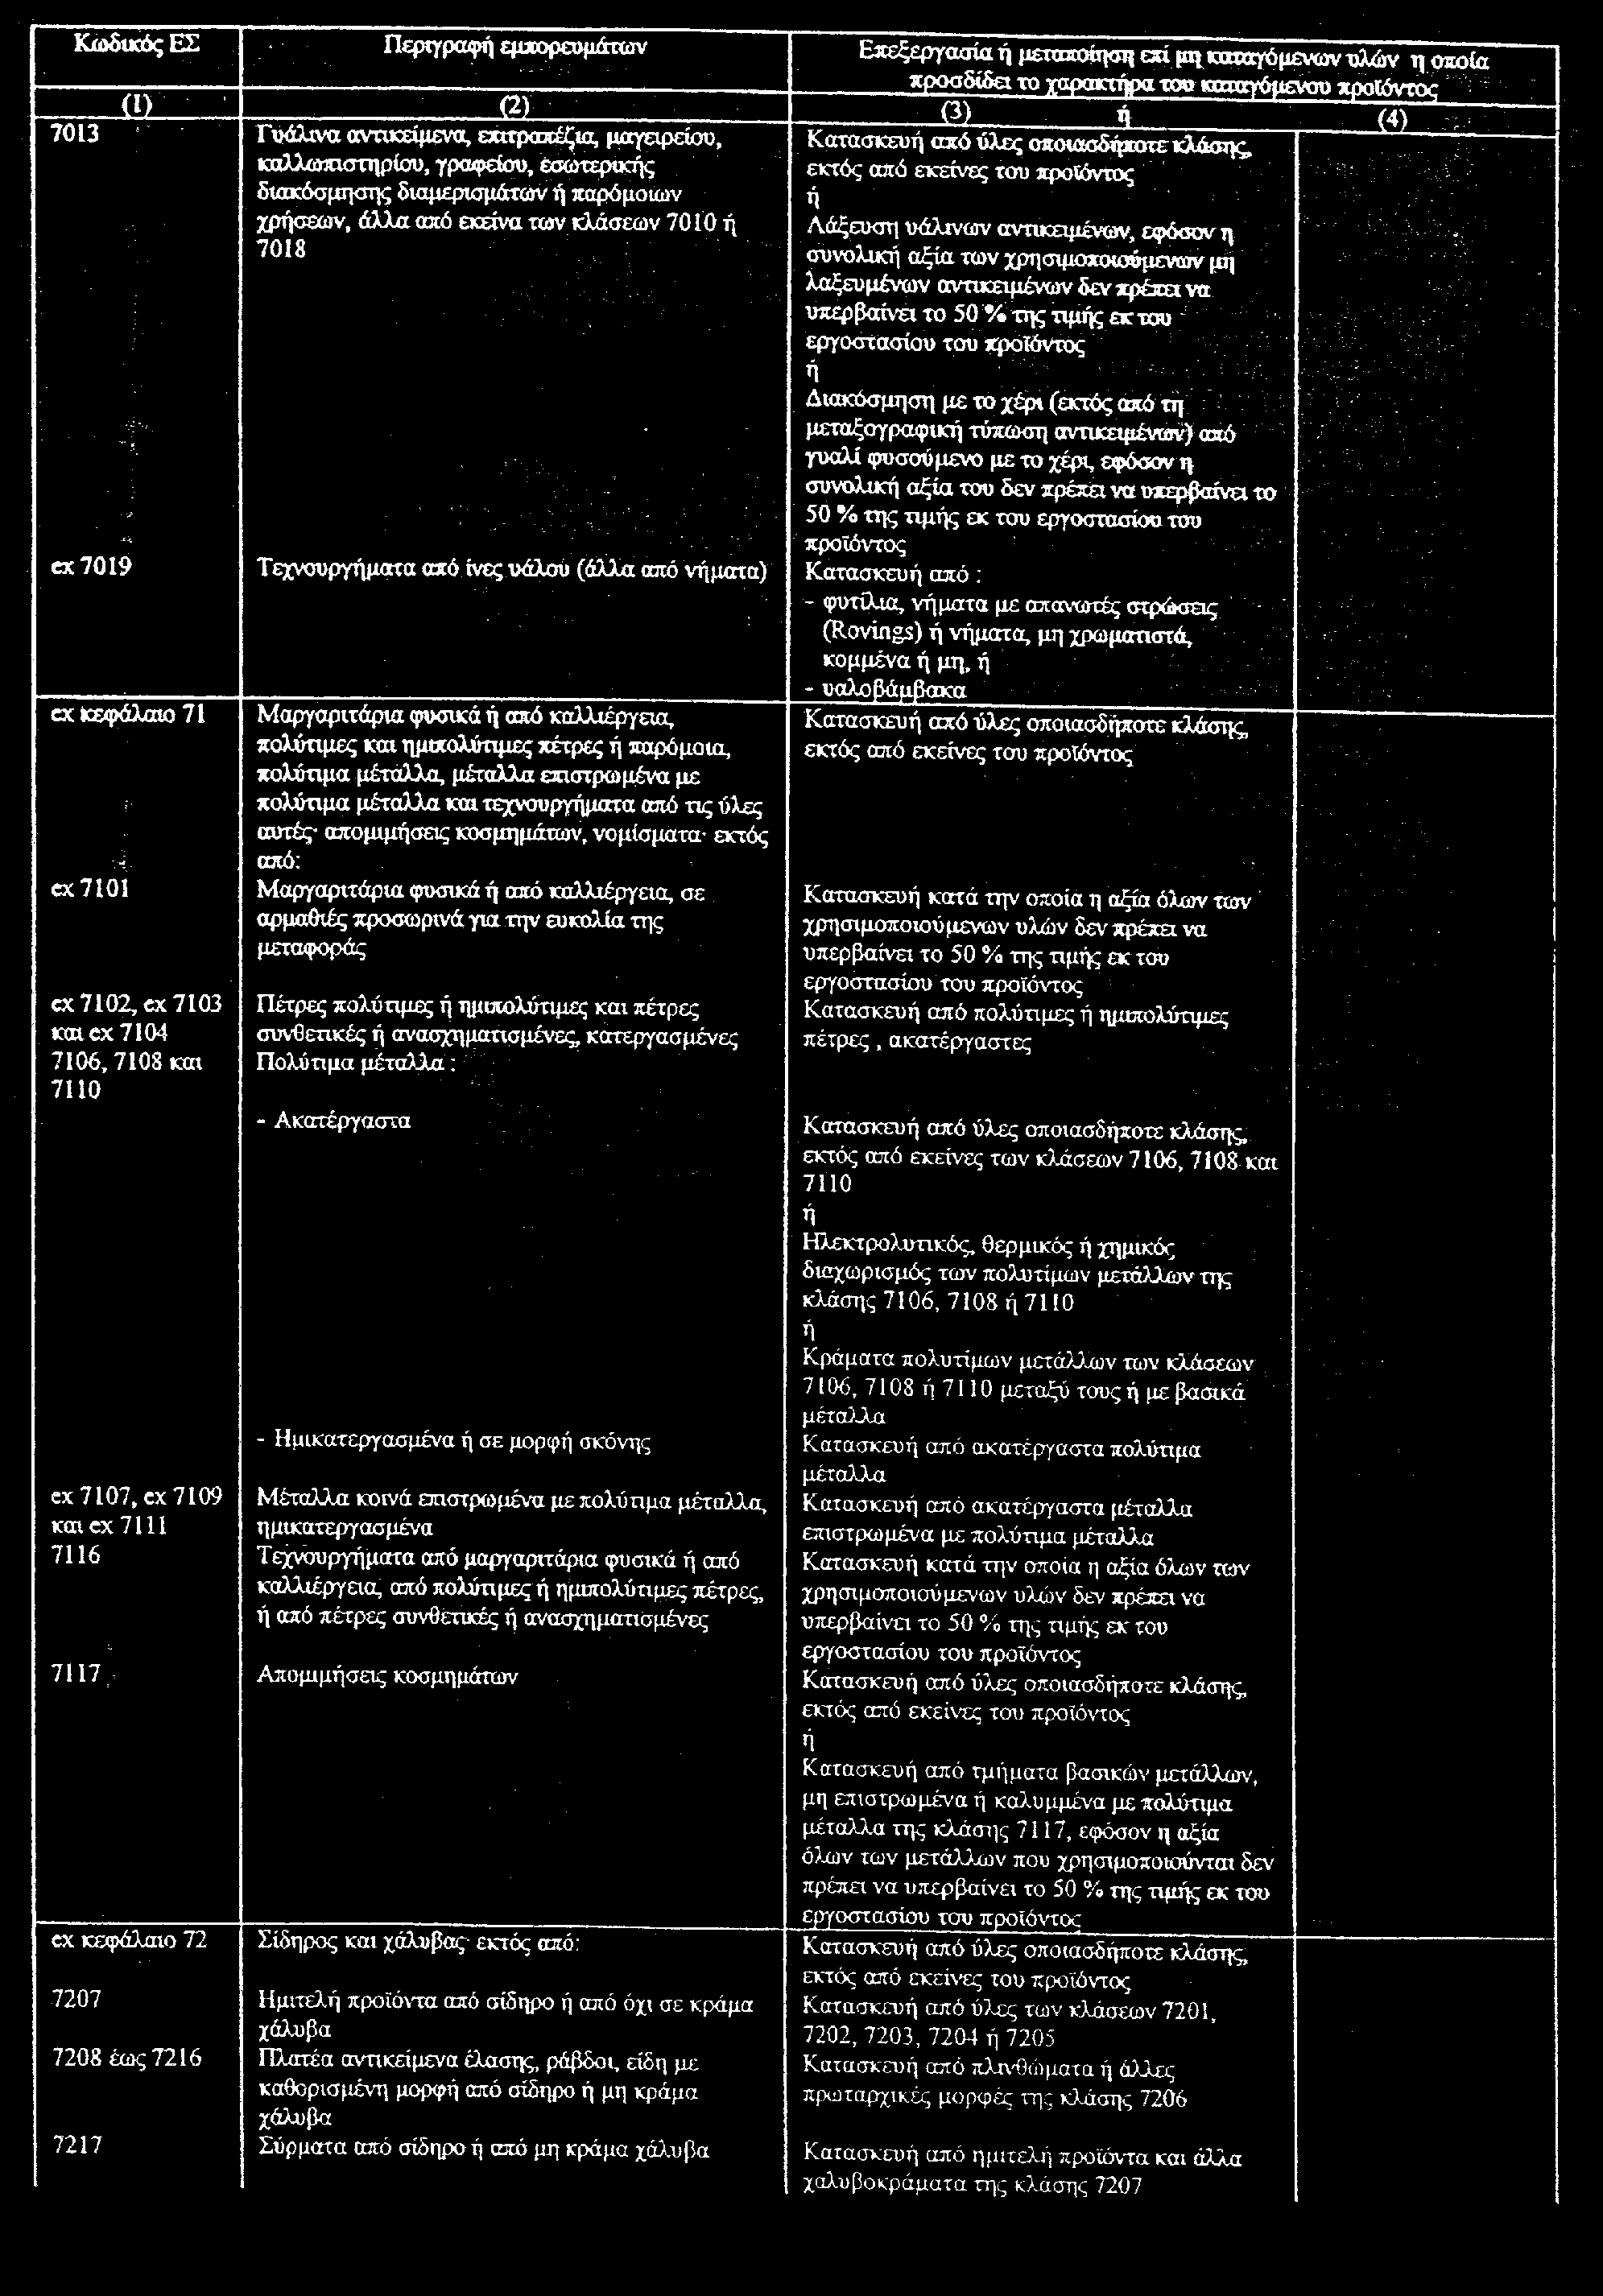 Κωδικός ΕΣ
Περιγραφή εμπορευμάτων
Επεξεργασία ή μεταποίηση επί μη καταγόμενων υλών η οποία
προσδίδει το χαρακτήρα του καταγόμενου προϊόντος
(1)
(2)
(3) ή (4)
7013
Γυάλινα αντικείμενα, επιτραπέζια, μαγειρείου,
καλλωπιστηρίου, γραφείου, εσωτερικής
διακόσμησης διαμερισμάτων ή παρόμοιων
χρήσεων, άλλα από εκείνα των κλάσεων 7010 ή
7018
Κατασκευή από ύλες οποιασδήποτε κλάσης,
εκτός από εκείνες του προϊόντος
ή
Λάξευση υάλινων αντικειμένων, εφόσον η
συνολική αξία των χρησιμοποιούμενων μη
λαξευμένων αντικειμένων δεν πρέπει να
υπερβαίνει το 50 % της τιμής εκ του
εργοστασίου του προϊόντος
ή
Διακόσμηση με το χέρι (εκτός από τη
μεταξογραφική τύπωση αντικειμένων) από
γυαλί φυσούμενο με το χέρι, εφόσον η
συνολική αξία του δεν πρέπει να υπερβαίνει το
50 % της τιμής εκ του εργοστασίου του
προϊόντος
ex 7019
Τεχνουργήματα από ίνες υάλου (άλλα από νήματα)
Κατασκευή από :
- φυτίλια, νήματα με απανωτές στρώσεις
(Rovings) ή νήματα, μη χρωματιστά,
κομμένα ή μη, ή
- υαλοβάμβακα
ex κεφάλαιο 71
Μαργαριτάρια φυσικά ή από καλλιέργεια,
πολύτιμες και ημιπολύτιμες πέτρες ή παρόμοια,
πολύτιμα μέταλλα, μέταλλα επιστρωμένα με
πολύτιμα μέταλλα και τεχνουργήματα από τις ύλες
αυτές· απομιμήσεις κοσμημάτων, νομίσματα· εκτός
από:
Κατασκευή από ύλες οποιασδήποτε κλάσης,
εκτός από εκείνες του προϊόντος
ex 7101
Μαργαριτάρια φυσικά ή από καλλιέργεια, σε
αρμαθιές προσωρινά για την ευκολία της
μεταφοράς
Κατασκευή κατά την οποία η αξία όλων των
χρησιμοποιούμενων υλών δεν πρέπει να
υπερβαίνει το 50 % της τιμής εκ του
εργοστασίου του προϊόντος
ex 7102, ex 7103
και ex 7104
Πέτρες πολύτιμες ή ημιπολύτιμες και πέτρες
συνθετικές ή ανασχηματισμένες, κατεργασμένες
Κατασκευή από πολύτιμες ή ημιπολύτιμες
πέτρες , ακατέργαστες
7106, 7108 και
7110
Πολύτιμα μέταλλα :
- Ακατέργαστα
Κατασκευή από ύλες οποιασδήποτε κλάσης,
εκτός από εκείνες των κλάσεων 7106, 7108 και
7110
ή
Ηλεκτρολυτικός, θερμικός ή χημικός
διαχωρισμός των πολυτίμων μετάλλων της
κλάσης 7106, 7108 ή 7110
ή
Κράματα πολυτίμων μετάλλων των κλάσεων
7106, 7108 ή 7110 μεταξύ τους ή με βασικά
μέταλλα
- Ημικατεργασμένα ή σε μορφή σκόνης
Κατασκευή από ακατέργαστα πολύτιμα
μέταλλα
ex 7107, ex 7109
και ex 7111
Μέταλλα κοινά επιστρωμένα με πολύτιμα μέταλλα,
ημικατεργασμένα
Κατασκευή από ακατέργαστα μέταλλα
επιστρωμένα με πολύτιμα μέταλλα
7116
Τεχνουργήματα από μαργαριτάρια φυσικά ή από
καλλιέργεια, από πολύτιμες ή ημιπολύτιμες πέτρες,
ή από πέτρες συνθετικές ή ανασχηματισμένες
Κατασκευή κατά την οποία η αξία όλων των
χρησιμοποιούμενων υλών δεν πρέπει να
υπερβαίνει το 50 % της τιμής εκ του
εργοστασίου του προϊόντος
7117
Απομιμήσεις κοσμημάτων
Κατασκευή από ύλες οποιασδήποτε κλάσης,
εκτός από εκείνες του προϊόντος
ή
Κατασκευή από τμήματα βασικών μετάλλων,
μη επιστρωμένα ή καλυμμένα με πολύτιμα
μέταλλα της κλάσης 7117, εφόσον η αξία
όλων των μετάλλων που χρησιμοποιούνται δεν
πρέπει να υπερβαίνει το 50 % της τιμής εκ του
εργοστασίου του προϊόντος
ex κεφάλαιο 72
Σίδηρος και χάλυβας· εκτός από:
Κατασκευή από ύλες οποιασδήποτε κλάσης,
εκτός από εκείνες του προϊόντος
7207
Ημιτελή προϊόντα από σίδηρο ή από όχι σε κράμα
χάλυβα
Κατασκευή από ύλες των κλάσεων 7201,
7202, 7203, 7204 ή 7205
7208 έως 7216
Πλατέα αντικείμενα έλασης, ράβδοι, είδη με
καθορισμένη μορφή από σίδηρο ή μη κράμα
χάλυβα
Κατασκευή από πλινθώματα ή άλλες
πρωταρχικές μορφές της κλάσης 7206
7217
Σύρματα από σίδηρο ή από μη κράμα χάλυβα
Κατασκευή από ημιτελή προϊόντα και άλλα
χαλυβοκράματα της κλάσης 7207